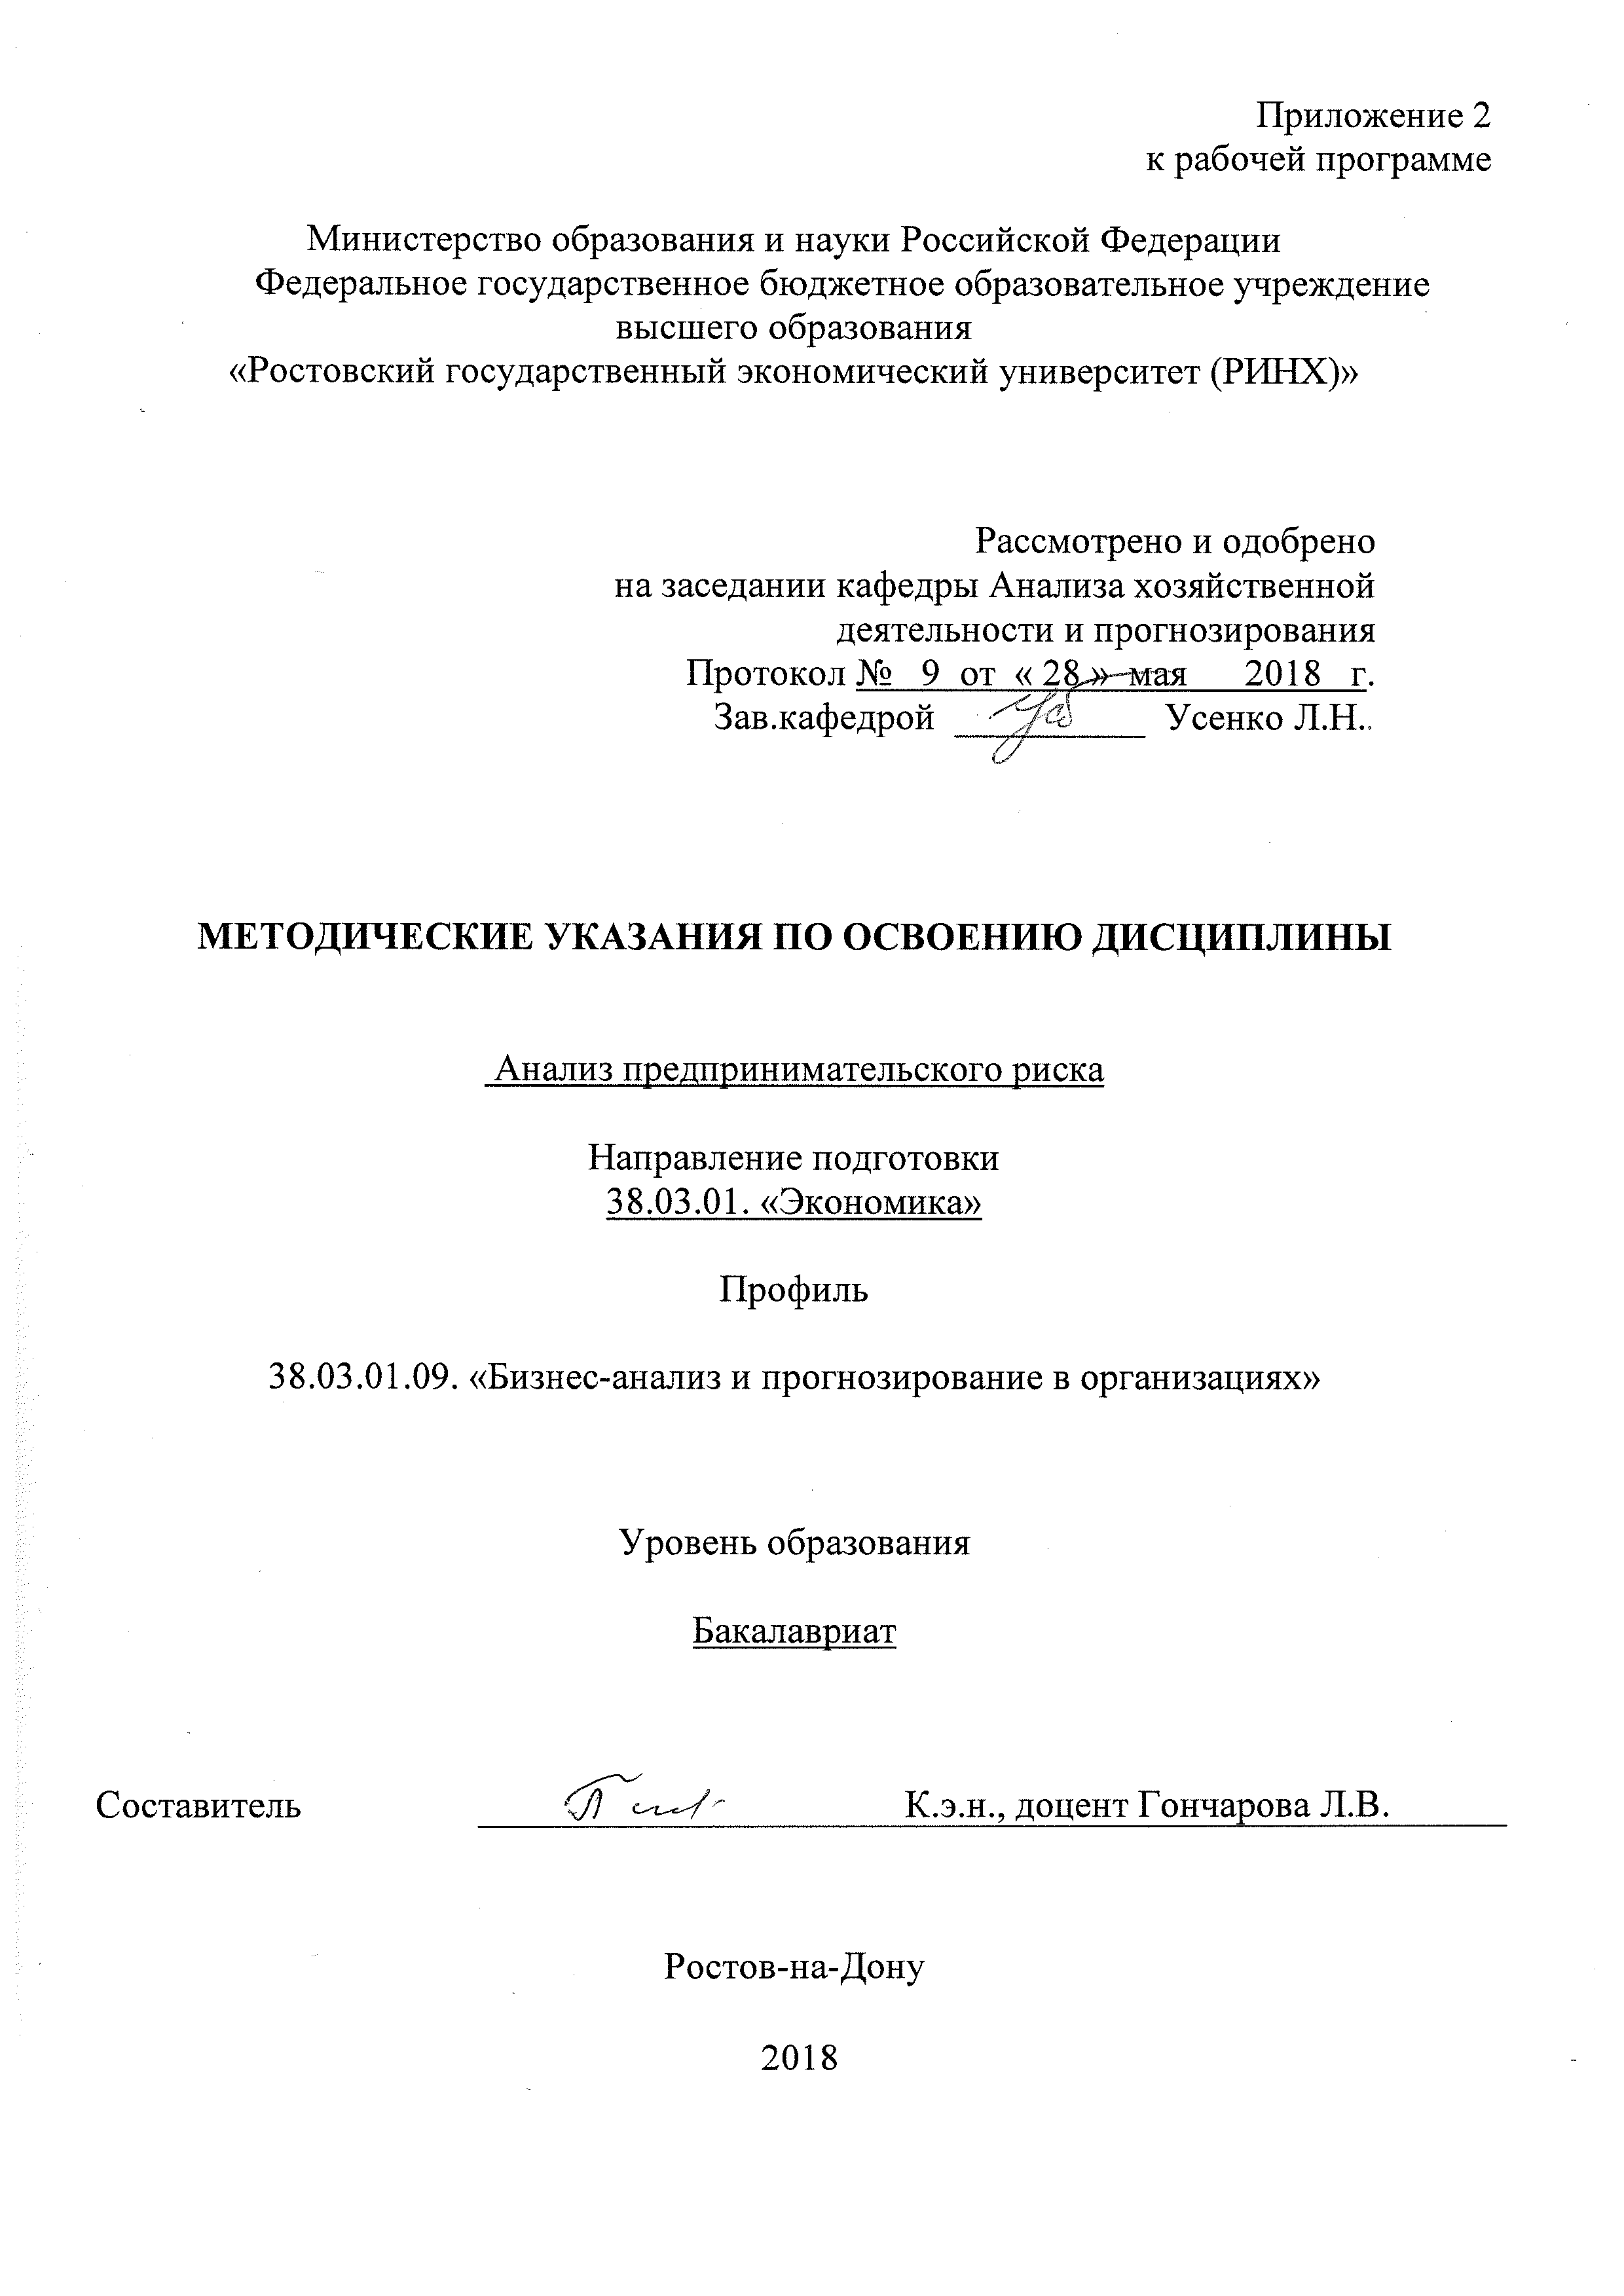 Приложение 2
к рабочей программе
Министерство образования и науки Российской Федерации
Федеральное государственное бюджетное образовательное учреждение
высшего образования
«Ростовский государственный экономический университет (РИНХ)»
Рассмотрено и одобрено
на заседании кафедры Анализа хозяйственной
деятельности и прогнозирования
Протокол № 9 от « 28 » мая 2018 г.
Зав.кафедрой Усенко Л.Н..
МЕТОДИЧЕСКИЕ УКАЗАНИЯ ПО ОСВОЕНИЮ ДИСЦИПЛИНЫ
Анализ предпринимательского риска
Направление подготовки
38.03.01. «Экономика»
Профиль
38.03.01.09. «Бизнес-анализ и прогнозирование в организациях»
Уровень образования
Бакалавриат
Составитель К.э.н., доцент Гончарова Л.В.
Ростов-на-Дону
2018